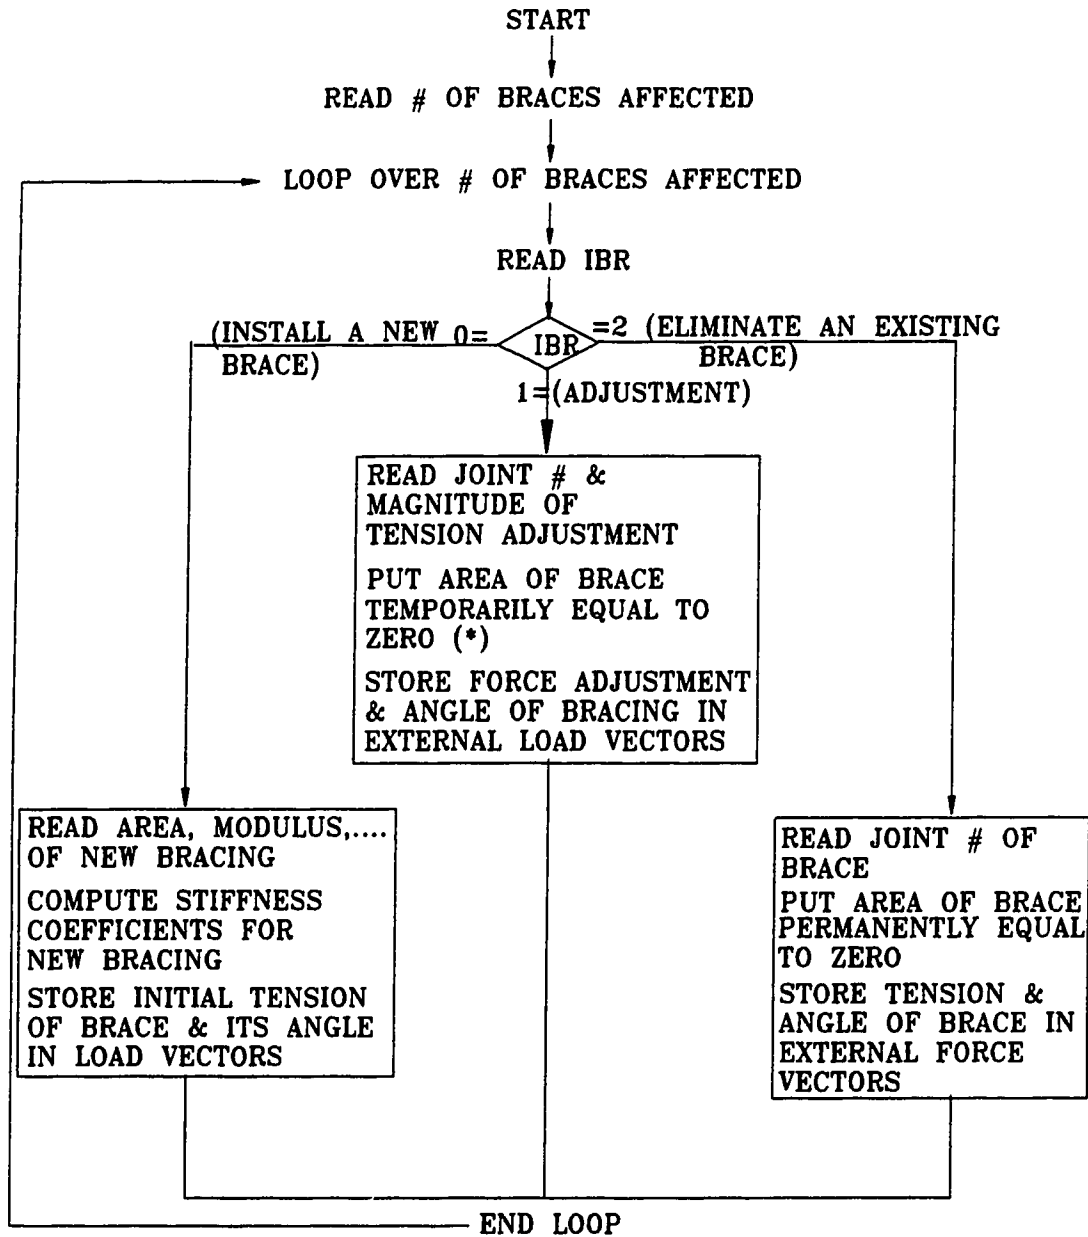 START
READ # OF BRACES AFFECTED
LOOP OVER # OF BRACES AFFECTED
READ IBR
(INSTALL A NEW 0=
BRACE)
IBR
=2 (ELIMINATE AN EXISTING
BRACE)
1=(ADJUSTMENT)
READ JOINT # &
MAGNITUDE OF
TENSION ADJUSTMENT
PUT AREA OF BRACE
TEMPORARILY EQUAL TO
ZERO (*)
STORE FORCE ADJUSTMENT
& ANGLE OF BRACING IN
EXTERNAL LOAD VECTORS
READ AREA, MODULUS,....
OF NEW BRACING
COMPUTE STIFFNESS
COEFFICIENTS FOR
NEW BRACING
STORE INITIAL TENSION
OF BRACE & ITS ANGLE
IN LOAD VECTORS
READ JOINT # OF
BRACE
PUT AREA OF BRACE
PERMANENTLY EQUAL
TO ZERO
STORE TENSION &
ANGLE OF BRACE IN
EXTERNAL FORCE
VECTORS
END LOOP